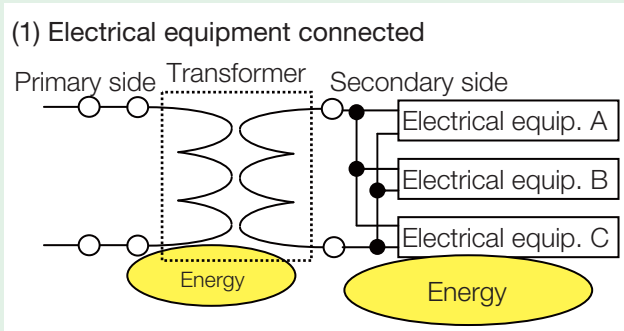 (1) Electrical equipment connected
Primary side
Transformer
Secondary side
Electrical equip. A
Electrical equip. B
Electrical equip. C
Energy
Energy